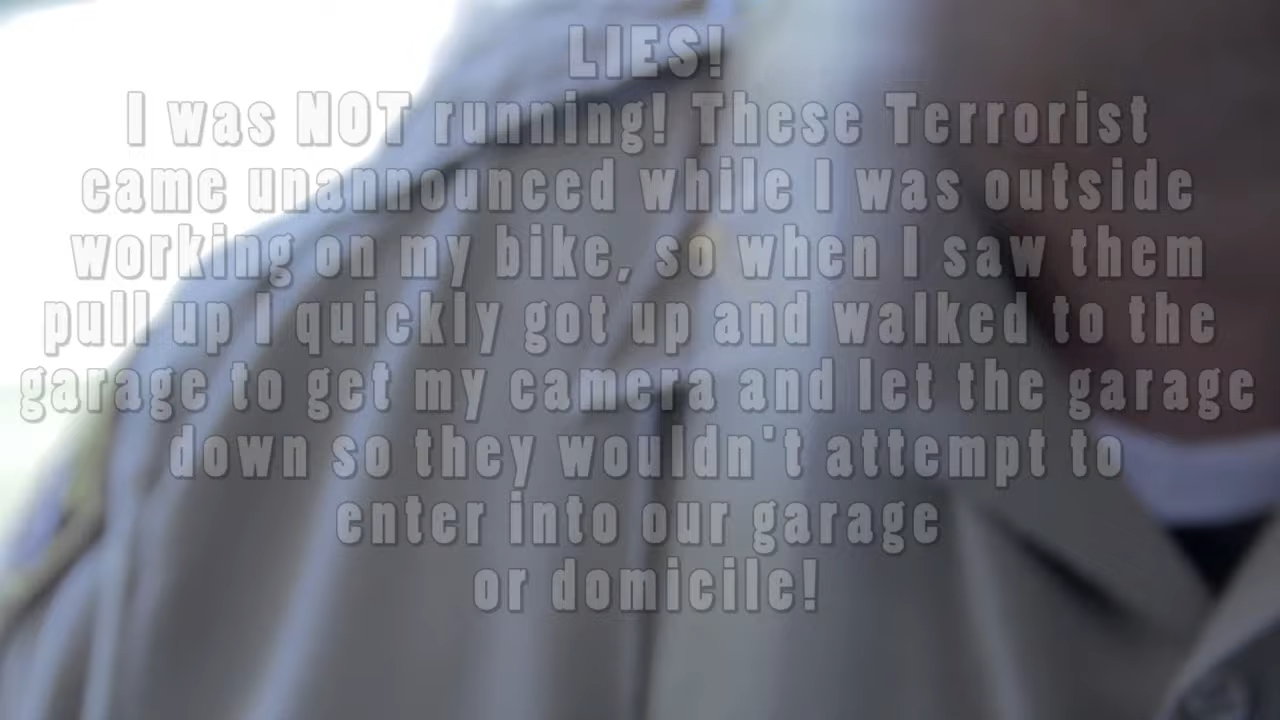 LIES!
I was NOT running! These Terrorist
came unannounced while I was outside
working on my bike, so when I saw them
pull up I quickly got up and walked to the
garage to get my camera and let the garage
down so they wouldn't attempt to
enter into our garage
or domicile!